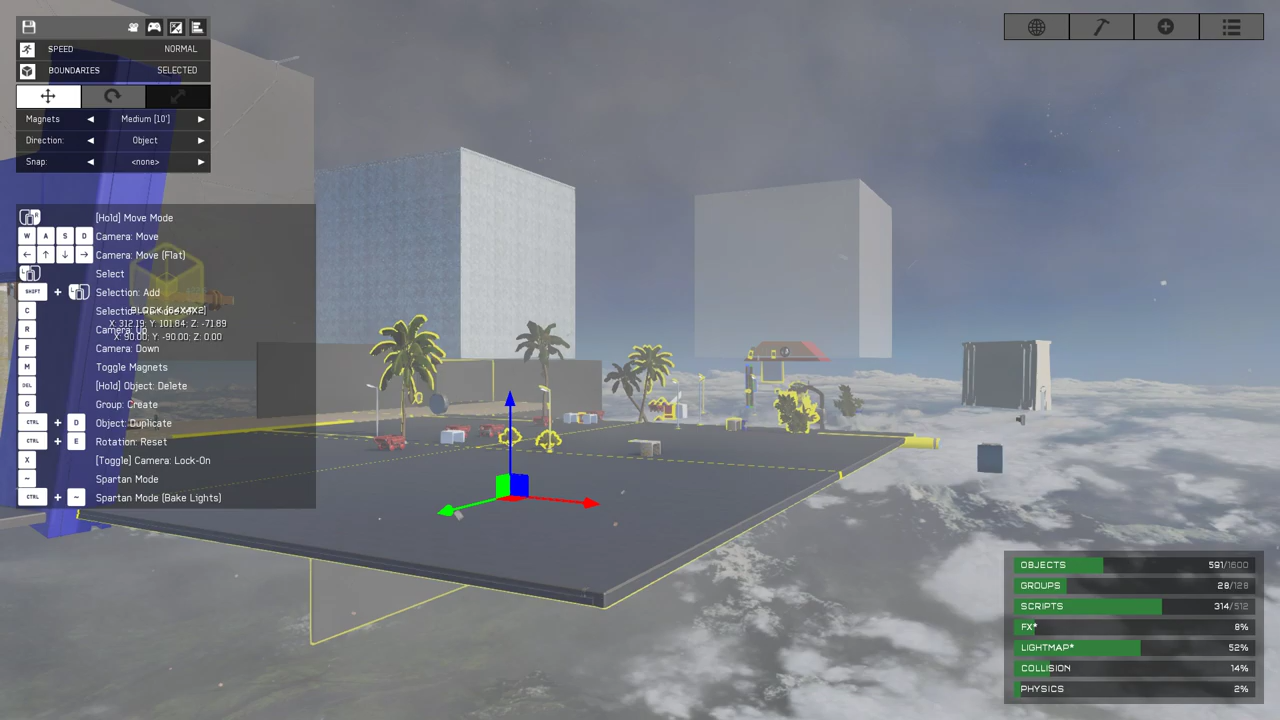 SPEED NORMAL
BOUNDARIES SELECTED
Magnets Medium [10']
Direction: Object
Snap: <none>
R [Hold] Move Mode
W A S D Camera: Move
← ↑ ↓ → Camera: Move (Flat)
L Select
SHIFT + L Selection: Add
C
BLOCK [64X4X2]
X: 312.19; Y: 101.84; Z: -71.89
R
X: 90.00; Y: -90.00; Z: 0.00
F Camera: Down
M Toggle Magnets
DEL [Hold] Object: Delete
G Group: Create
CTRL + D Object: Duplicate
CTRL + E Rotation: Reset
X [Toggle] Camera: Lock-On
~ Spartan Mode
CTRL + ~ Spartan Mode (Bake Lights)
OBJECTS 591/1600
GROUPS 28/128
SCRIPTS 314/512
FX* 8%
LIGHTMAP* 52%
COLLISION 14%
PHYSICS 2%